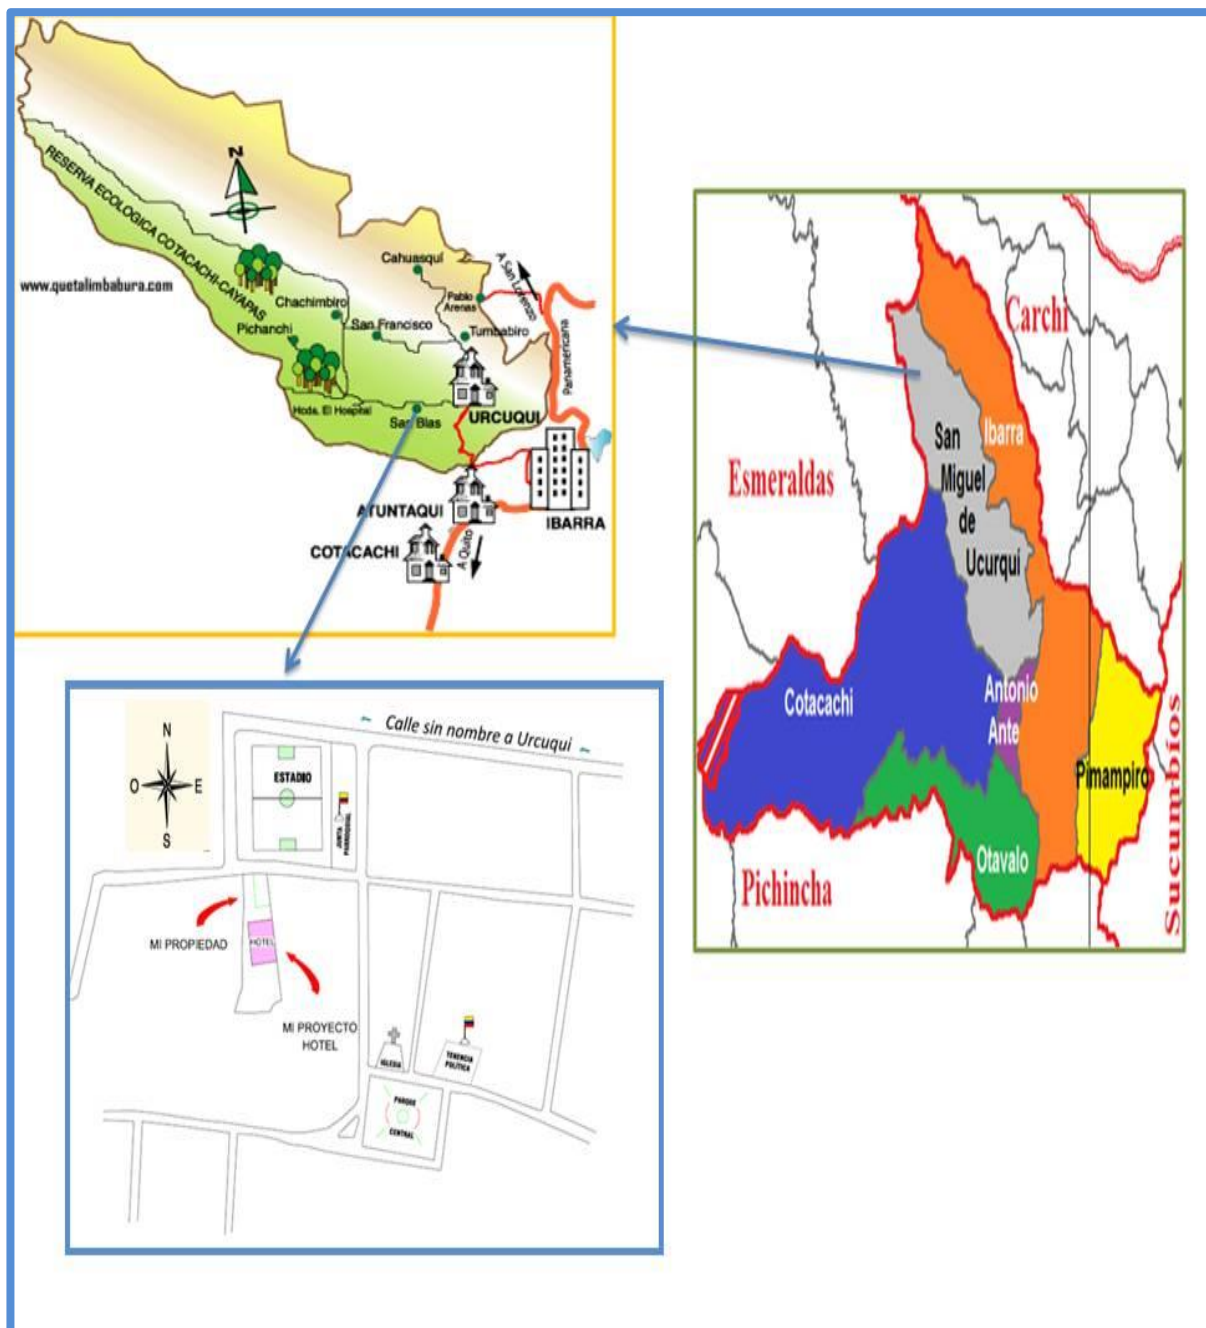 N
RESERVA ECOLOGICA COTACACHI-CAYAPAS
www.quetalimbabura.com
Cahuasquí
Pablo
Arenas
A San Lorenzo
Chachimbiro
San Francisco
Tumbabiro
Pichanchi
Panamericana
Hcda. El Hospital
San Blas
URCUQUI
ATUNTAQUI
IBARRA
COTACACHI
A Quito
Carchi
Ibarra
San
Miguel
de
Ucurquí
Esmeraldas
Cotacachi
Antonio
Ante
Pimampiro
Otavalo
Pichincha
Sucumbíos
Calle sin nombre a Urcuqui
N
O
E
S
ESTADIO
JUNTA
PARROQUIAL
MI PROPIEDAD
HOTEL
MI PROYECTO
HOTEL
IGLESIA
TENENCIA
POLITICA
PARQUE
CENTRAL